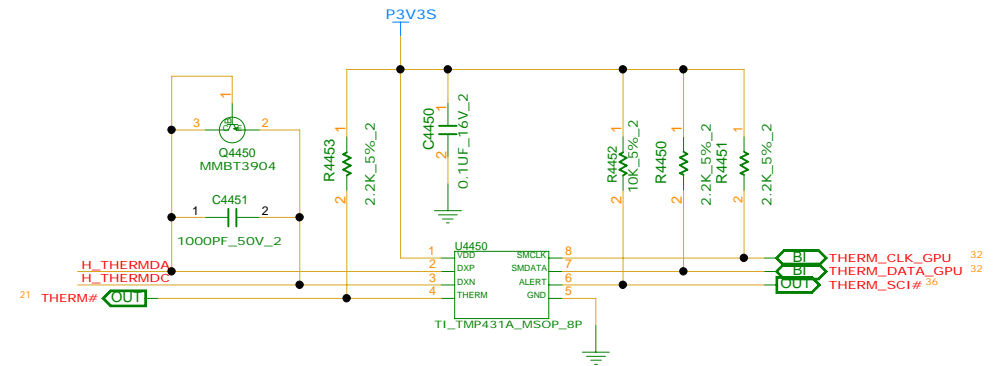 P3V3S
1
3
2
Q4450
MMBT3904
C4451
1
2
1000PF_50V_2
R4453
1
2
2.2K_5%_2
C4450
1
2
0.1UF_16V_2
R4452
1
2
10K_5%_2
R4450
1
2
2.2K_5%_2
R4451
1
2
2.2K_5%_2
H_THERMDA
H_THERMDC
21 THERM# OUT
U4450
1 VDD SMCLK 8
2 DXP SMDATA 7
3 DXN ALERT 6
4 THERM GND 5
TI_TMP431A_MSOP_8P
BI THERM_CLK_GPU 32
BI THERM_DATA_GPU 32
OUT THERM_SCI# 36